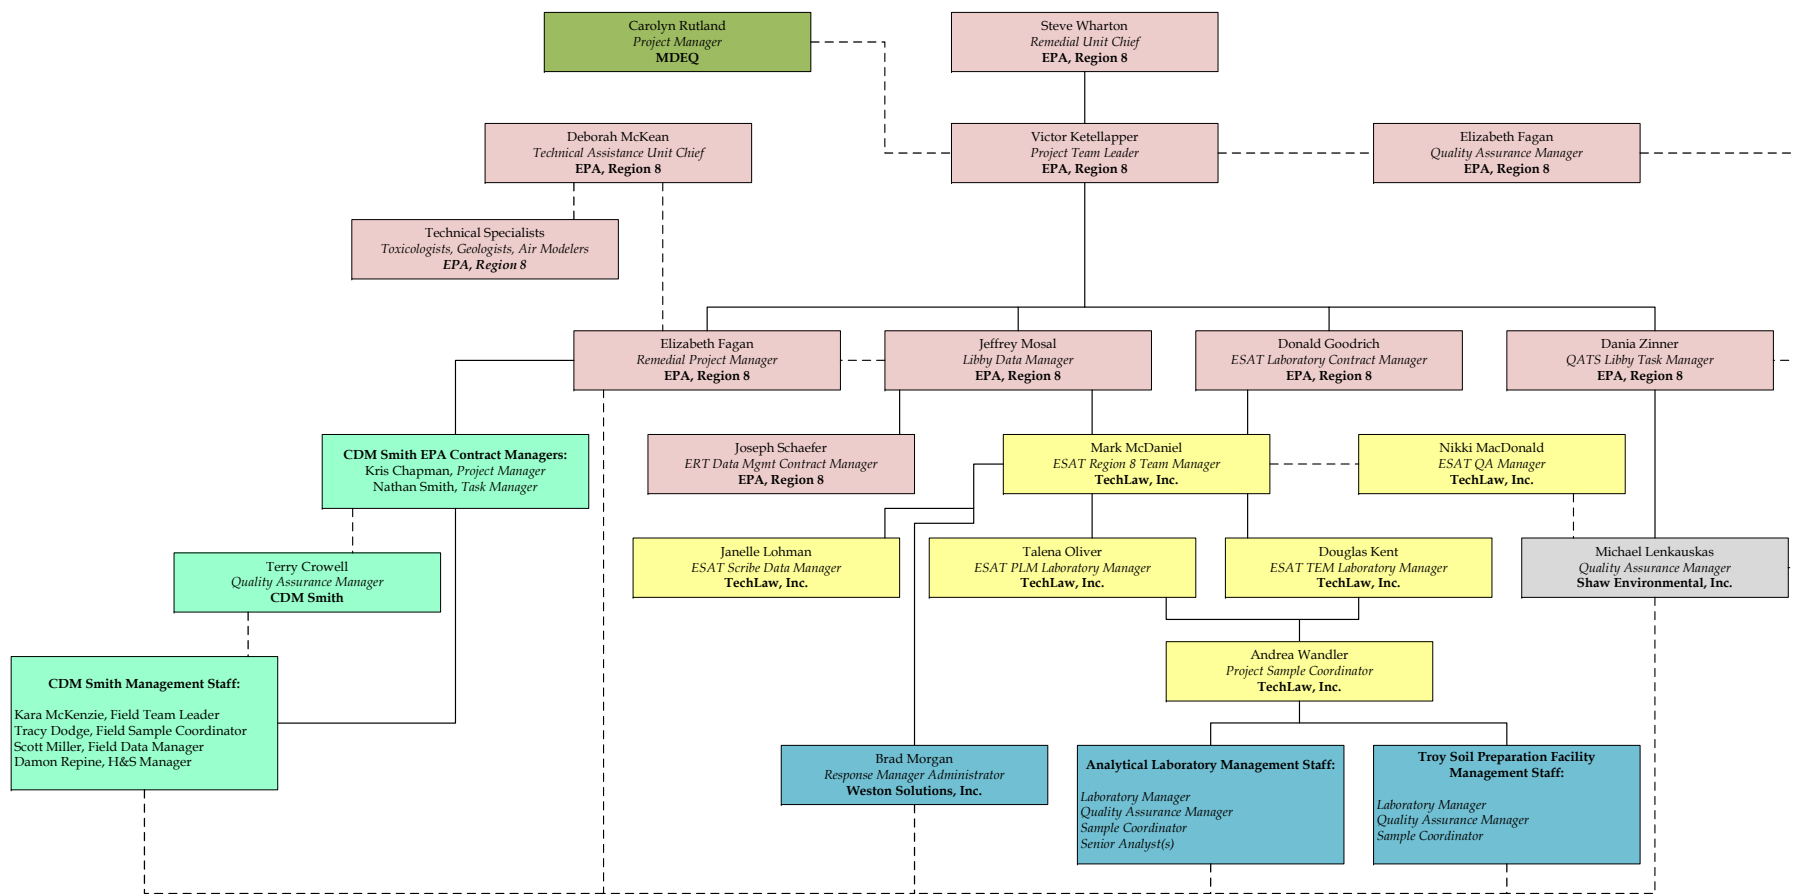 Carolyn Rutland
Project Manager
MDEQ
Steve Wharton
Remedial Unit Chief
EPA, Region 8
Deborah McKean
Technical Assistance Unit Chief
EPA, Region 8
Victor Ketellapper
Project Team Leader
EPA, Region 8
Elizabeth Fagan
Quality Assurance Manager
EPA, Region 8
Technical Specialists
Toxicologists, Geologists, Air Modelers
EPA, Region 8
Elizabeth Fagan
Remedial Project Manager
EPA, Region 8
Jeffrey Mosal
Libby Data Manager
EPA, Region 8
Donald Goodrich
ESAT Laboratory Contract Manager
EPA, Region 8
Dania Zinner
QATS Libby Task Manager
EPA, Region 8
CDM Smith EPA Contract Managers:
Kris Chapman, Project Manager
Nathan Smith, Task Manager
Joseph Schaefer
ERT Data Mgmt Contract Manager
EPA, Region 8
Mark McDaniel
ESAT Region 8 Team Manager
TechLaw, Inc.
Nikki MacDonald
ESAT QA Manager
TechLaw, Inc.
Terry Crowell
Quality Assurance Manager
CDM Smith
Janelle Lohman
ESAT Scribe Data Manager
TechLaw, Inc.
Talena Oliver
ESAT PLM Laboratory Manager
TechLaw, Inc.
Douglas Kent
ESAT TEM Laboratory Manager
TechLaw, Inc.
Michael Lenkauskas
Quality Assurance Manager
Shaw Environmental, Inc.
Andrea Wandler
Project Sample Coordinator
TechLaw, Inc.
CDM Smith Management Staff:
Kara McKenzie, Field Team Leader
Tracy Dodge, Field Sample Coordinator
Scott Miller, Field Data Manager
Damon Repine, H&S Manager
Brad Morgan
Response Manager Administrator
Weston Solutions, Inc.
Analytical Laboratory Management Staff:
Laboratory Manager
Quality Assurance Manager
Sample Coordinator
Senior Analyst(s)
Troy Soil Preparation Facility
Management Staff:
Laboratory Manager
Quality Assurance Manager
Sample Coordinator